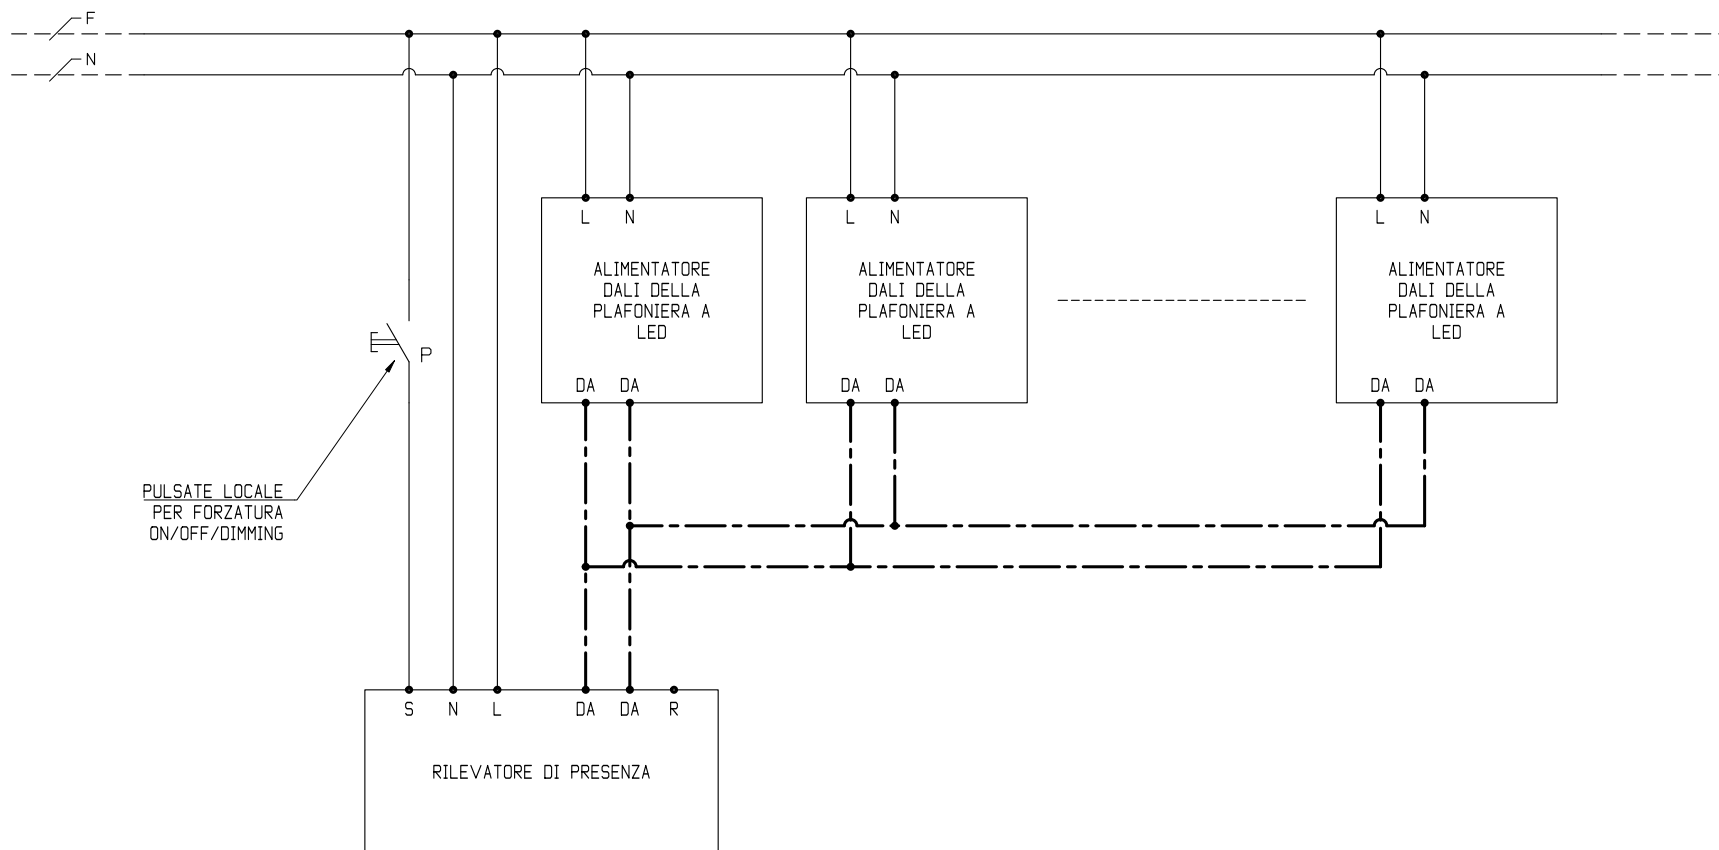 F
N
L N
L N
L N
ALIMENTATORE
DALI DELLA
PLAFONIERA A
LED
ALIMENTATORE
DALI DELLA
PLAFONIERA A
LED
ALIMENTATORE
DALI DELLA
PLAFONIERA A
LED
P
DA DA
DA DA
DA DA
PULSATE LOCALE
PER FORZATURA
ON/OFF/DIMMING
S N L DA DA R
RILEVATORE DI PRESENZA